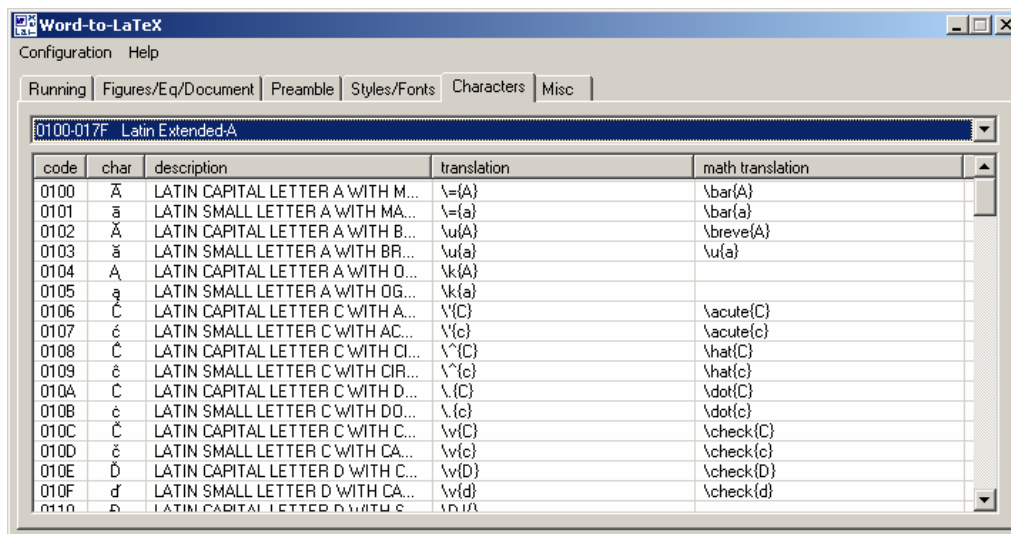 Word-to-LaTeX
Configuration Help
Running Figures/Eq/Document Preamble Styles/Fonts Characters Misc
0100-017F Latin Extended-A
code char description translation math translation
0100 Ā LATIN CAPITAL LETTER A WITH M... \={A} \bar{A}
0101 ā LATIN SMALL LETTER A WITH MA... \={a} \bar{a}
0102 Ă LATIN CAPITAL LETTER A WITH B... \u{A} \breve{A}
0103 ă LATIN SMALL LETTER A WITH BR... \u{a} \u{a}
0104 Ą LATIN CAPITAL LETTER A WITH O... \k{A}
0105 ą LATIN SMALL LETTER A WITH OG... \k{a}
0106 Ć LATIN CAPITAL LETTER C WITH A... \'{C} \acute{C}
0107 ć LATIN SMALL LETTER C WITH AC... \'{c} \acute{c}
0108 Ĉ LATIN CAPITAL LETTER C WITH CI... \^{C} \hat{C}
0109 ĉ LATIN SMALL LETTER C WITH CIR... \^{c} \hat{c}
010A Ċ LATIN CAPITAL LETTER C WITH D... \.{C} \dot{C}
010B ċ LATIN SMALL LETTER C WITH DO... \.{c} \dot{c}
010C Č LATIN CAPITAL LETTER C WITH C... \v{C} \check{C}
010D č LATIN SMALL LETTER C WITH CA... \v{c} \check{c}
010E Ď LATIN CAPITAL LETTER D WITH C... \v{D} \check{D}
010F ď LATIN SMALL LETTER D WITH CA... \v{d} \check{d}
0110 Đ LATIN CAPITAL LETTER D WITH S...